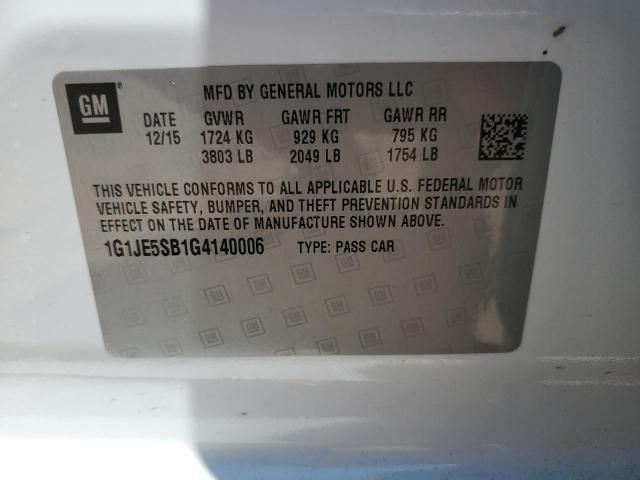 GM ®
MFD BY GENERAL MOTORS LLC
DATE GVWR GAWR FRT GAWR RR
12/15 1724 KG 929 KG 795 KG
3803 LB 2049 LB 1754 LB
THIS VEHICLE CONFORMS TO ALL APPLICABLE U.S. FEDERAL MOTOR
VEHICLE SAFETY, BUMPER, AND THEFT PREVENTION STANDARDS IN
EFFECT ON THE DATE OF MANUFACTURE SHOWN ABOVE.
1G1JE5SB1G4140006 TYPE: PASS CAR